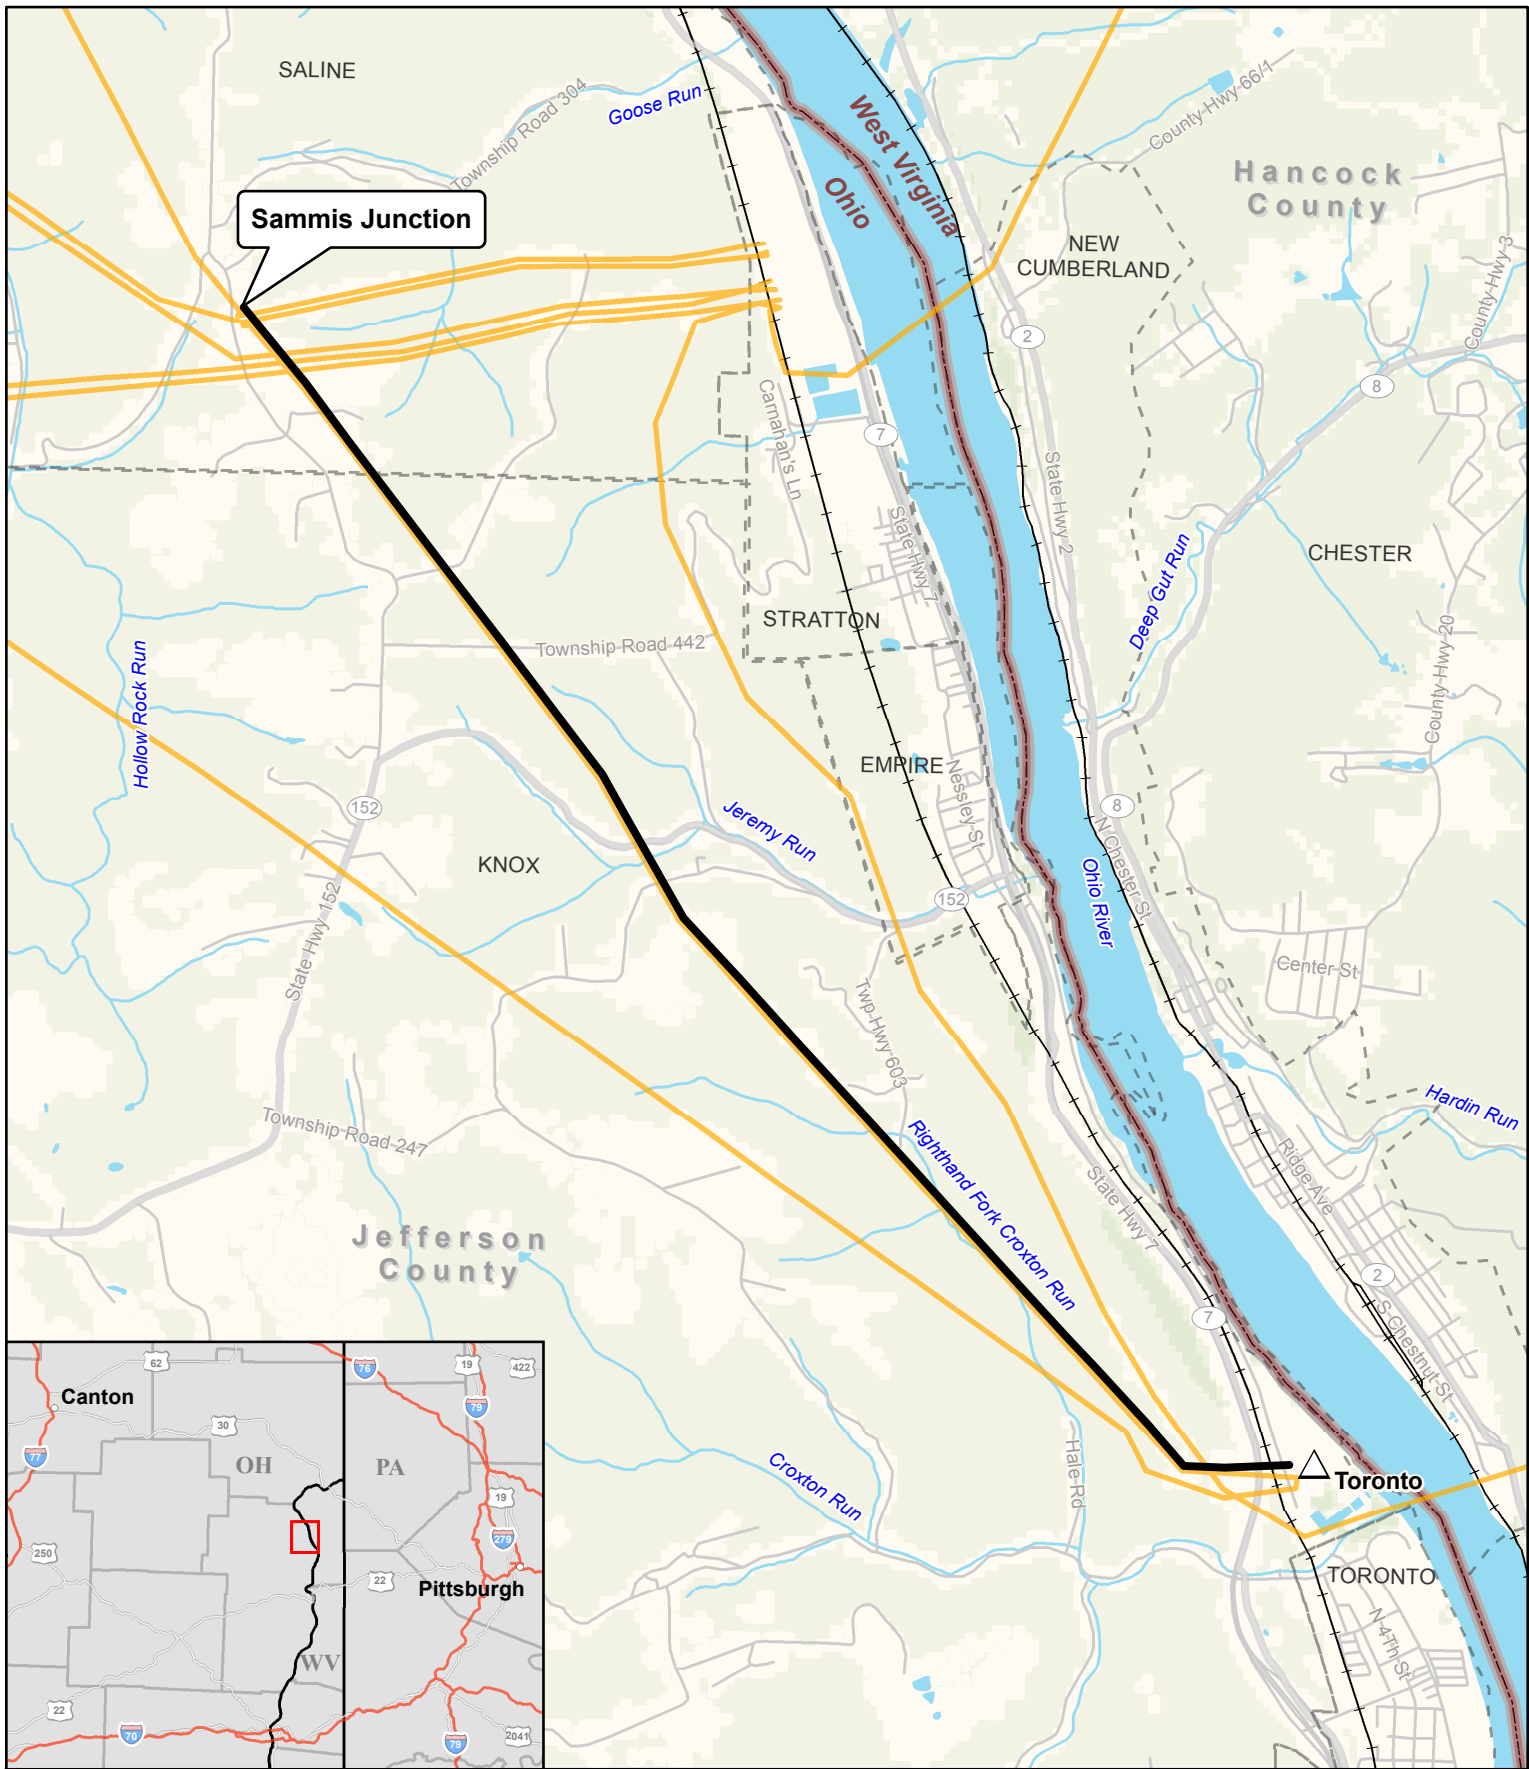 SALINE
Goose Run
Township Road 304
West Virginia
Ohio
County Hwy 66/1
Hancock
County
Sammis Junction
NEW
CUMBERLAND
County Hwy 3
2
8
Carnahan's Ln
7
State Hwy 2
State Hwy 7
CHESTER
Deep Gut Run
STRATTON
Township Road 442
Hollow Rock Run
County Hwy 20
EMPIRE
Nessley St
152
Jeremy Run
8
N Chester St
KNOX
Ohio River
152
State Hwy 152
Center St
Twp Hwy 603
Hardin Run
Township Road 247
Righthand Fork Croxton Run
Ridge Ave
State Hwy 7
Jefferson
County
2
7
S Chestnut St
Hale Rd
Croxton Run
Toronto
TORONTO
N 4Th St
62
76
19
422
Canton
79
30
77
OH
PA
19
279
250
22
Pittsburgh
WV
22
70
79
2041